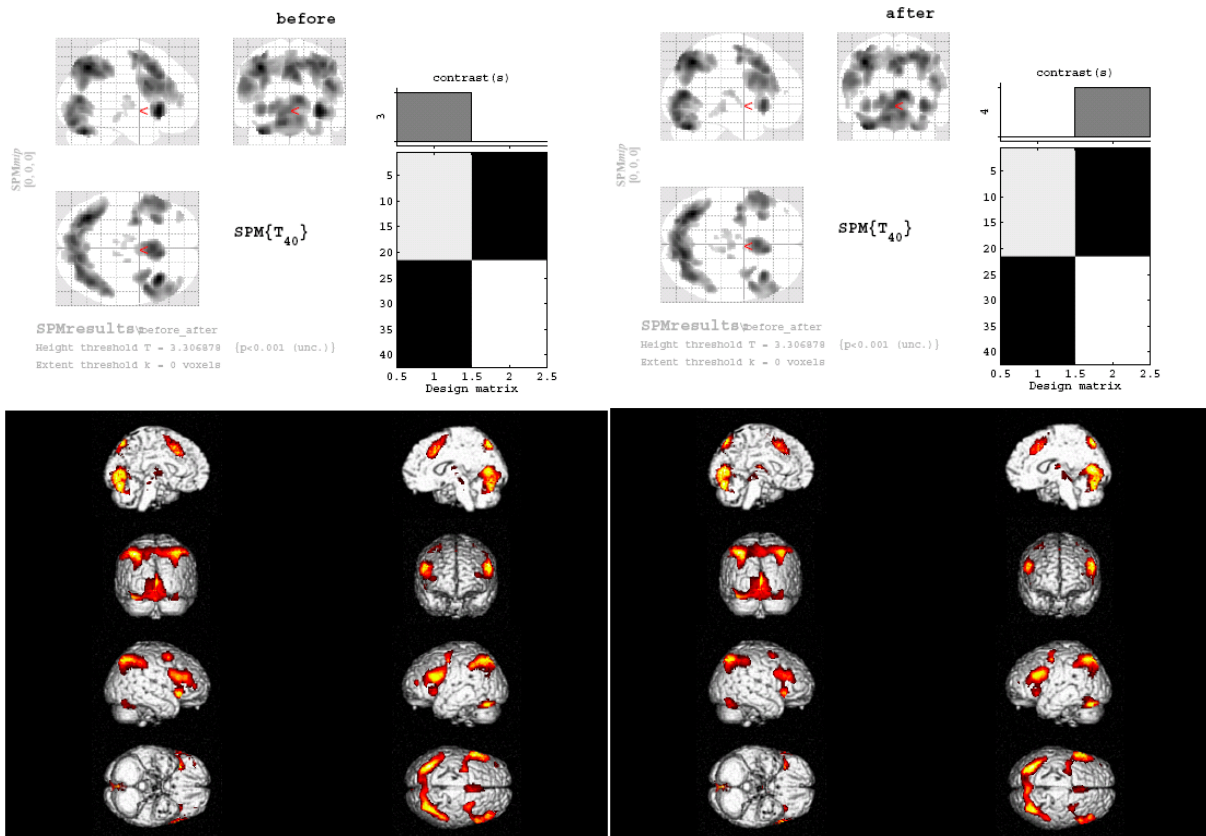 before
contrast(s)
3
SPMmip
[0, 0, 0]
<
<
<
SPM{T40}
5
10
15
20
25
30
35
40
0.5 1 1.5 2 2.5
Design matrix
SPMresults: .\before_after
Height threshold T = 3.306878 {p<0.001 (unc.)}
Extent threshold k = 0 voxels
after
contrast(s)
4
SPMmip
[0, 0, 0]
<
<
<
SPM{T40}
5
10
15
20
25
30
35
40
0.5 1 1.5 2 2.5
Design matrix
SPMresults: .\before_after
Height threshold T = 3.306878 {p<0.001 (unc.)}
Extent threshold k = 0 voxels